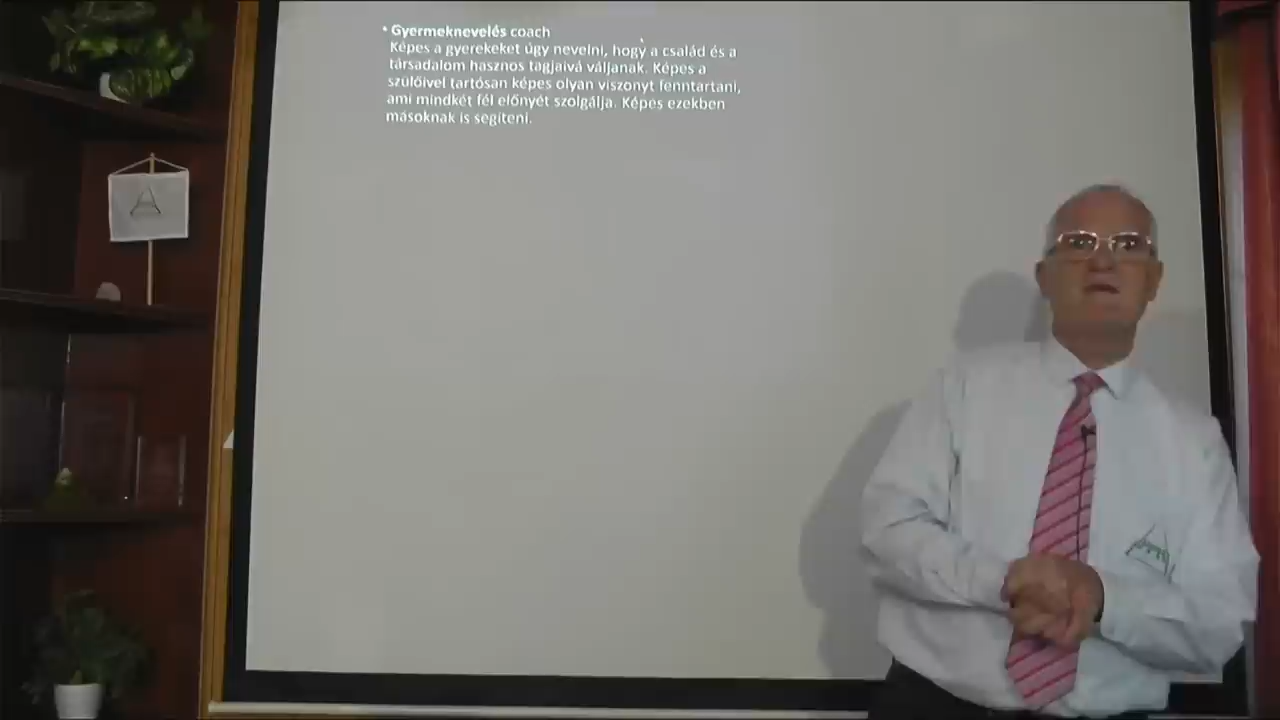 • Gyermeknevelés coach
Képes a gyerekeket úgy nevelni, hogy a család és a
társadalom hasznos tagjaivá váljanak. Képes a
szülőivel tartósan képes olyan viszonyt fenntartani,
ami mindkét fél előnyét szolgálja. Képes ezekben
másoknak is segíteni.